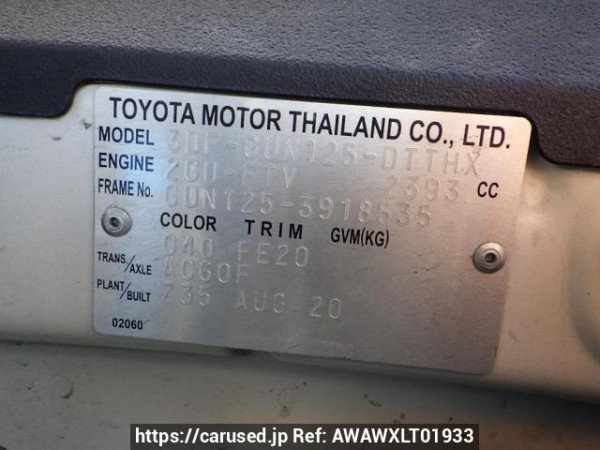 TOYOTA MOTOR THAILAND CO., LTD.
MODEL 3DF-GUN125-DTTHX
ENGINE 2GD-FTV 2393 CC
FRAME No. GUN125-3918535
COLOR TRIM GVM(KG)
040 FE20
TRANS./AXLE AC60F
PLANT/BUILT 735 AUG.20
02060
https://carused.jp Ref: AWAWXLT01933